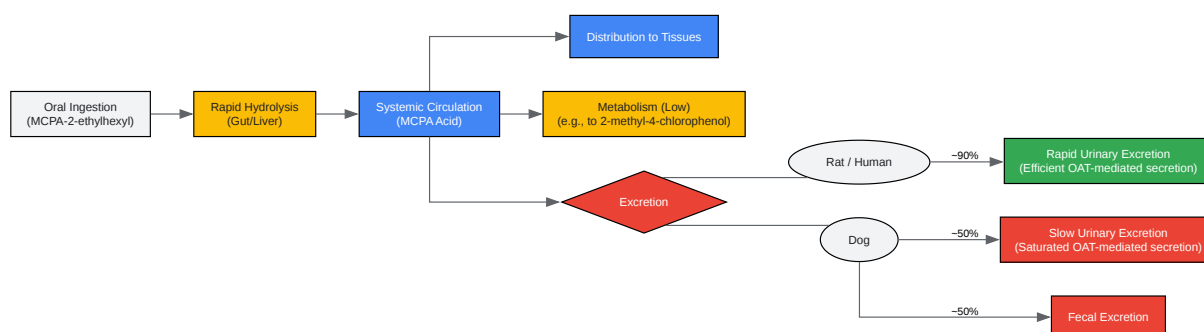 Distribution to Tissues
Oral Ingestion
(MCPA-2-ethylhexyl)
Rapid Hydrolysis
(Gut/Liver)
Systemic Circulation
(MCPA Acid)
Metabolism (Low)
(e.g., to 2-methyl-4-chlorophenol)
Rat / Human
~90%
Rapid Urinary Excretion
(Efficient OAT-mediated secretion)
Excretion
Dog
~50%
Slow Urinary Excretion
(Saturated OAT-mediated secretion)
~50%
Fecal Excretion